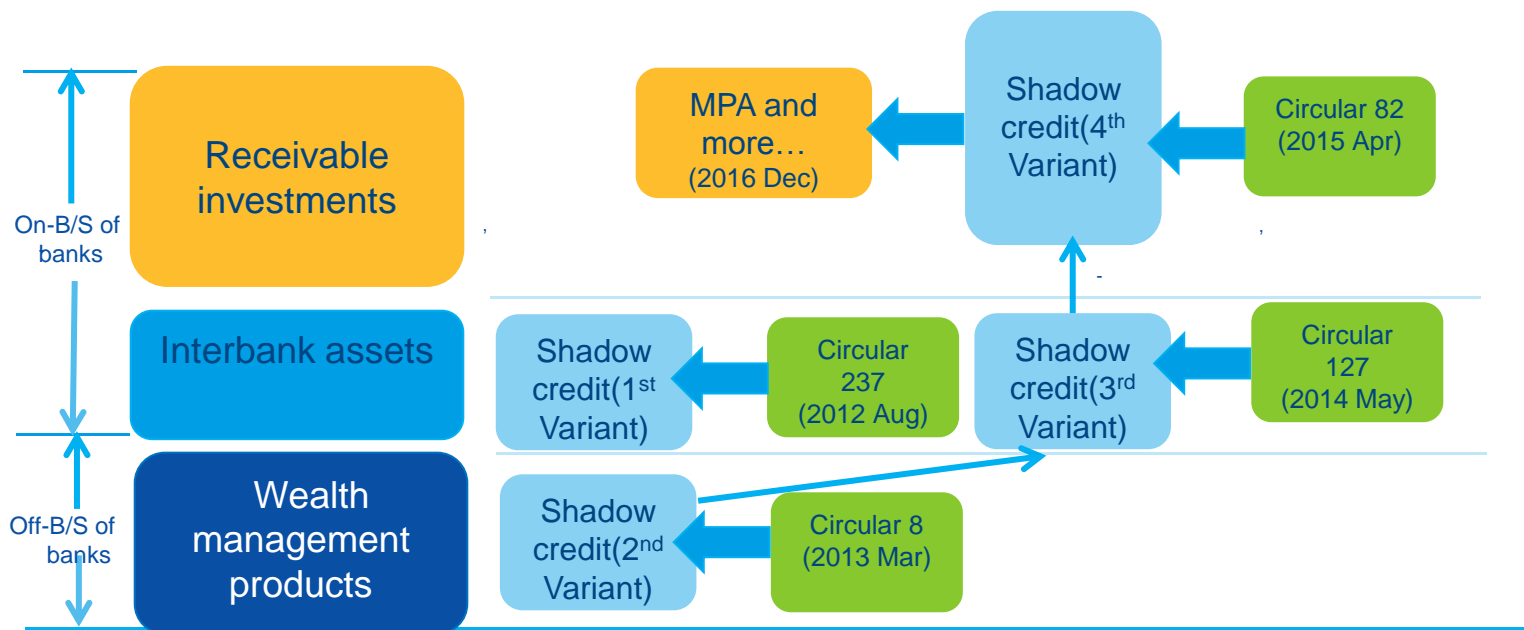 On-B/S of
banks
Receivable
investments
,
MPA and
more…
(2016 Dec)
Shadow
credit(4th
Variant)
Circular 82
(2015 Apr)
,
-
Interbank assets
Shadow
credit(1st
Variant)
Circular
237
(2012 Aug)
Shadow
credit(3rd
Variant)
Circular
127
(2014 May)
Off-B/S of
banks
Wealth
management
products
Shadow
credit(2nd
Variant)
Circular 8
(2013 Mar)